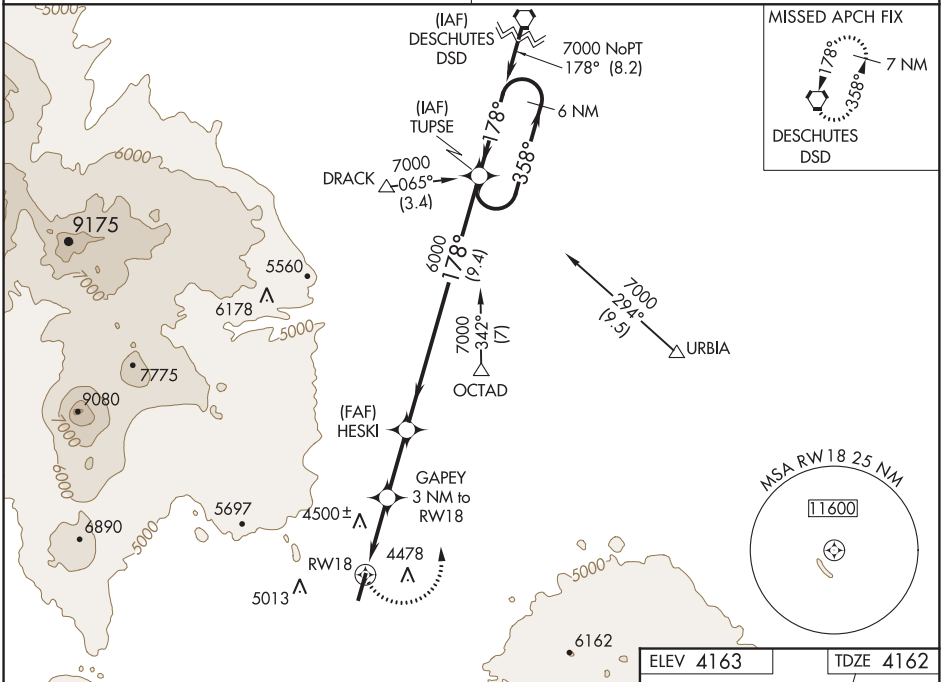 5000
(IAF)
DESCHUTES
DSD
7000 NoPT
178° (8.2)
MISSED APCH FIX
178°
358°
7 NM
DESCHUTES
DSD
6000
(IAF)
TUPSE
178°
358°
6 NM
DRACK
7000
065°
(3.4)
9175
7000
5560
6178
5000
6000
178°
(9.4)
7000
342°
(7)
OCTAD
7000
294°
(9.5)
URBIA
7775
9080
7000
6000
(FAF)
HESKI
GAPEY
3 NM to
RW18
MSA RW18 25 NM
11600
5697
4500±
6890
5000
RW18
4478
5013
5000
6162
ELEV 4163
TDZE 4162